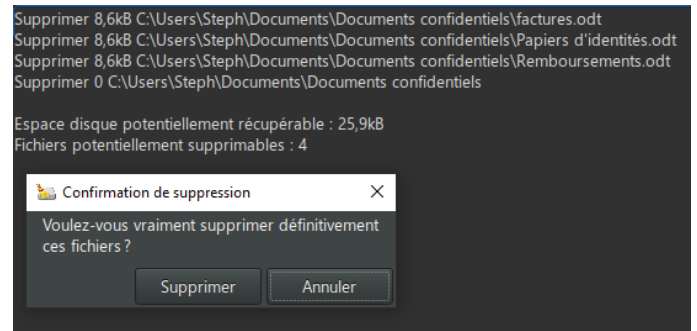 Supprimer 8,6kB C:\Users\Steph\Documents\Documents confidentiels\factures.odt
Supprimer 8,6kB C:\Users\Steph\Documents\Documents confidentiels\Papiers d'identités.odt
Supprimer 8,6kB C:\Users\Steph\Documents\Documents confidentiels\Remboursements.odt
Supprimer 0 C:\Users\Steph\Documents\Documents confidentiels
Espace disque potentiellement récupérable : 25,9kB
Fichiers potentiellement supprimables : 4
Confirmation de suppression
Voulez-vous vraiment supprimer définitivement
ces fichiers ?
Supprimer Annuler